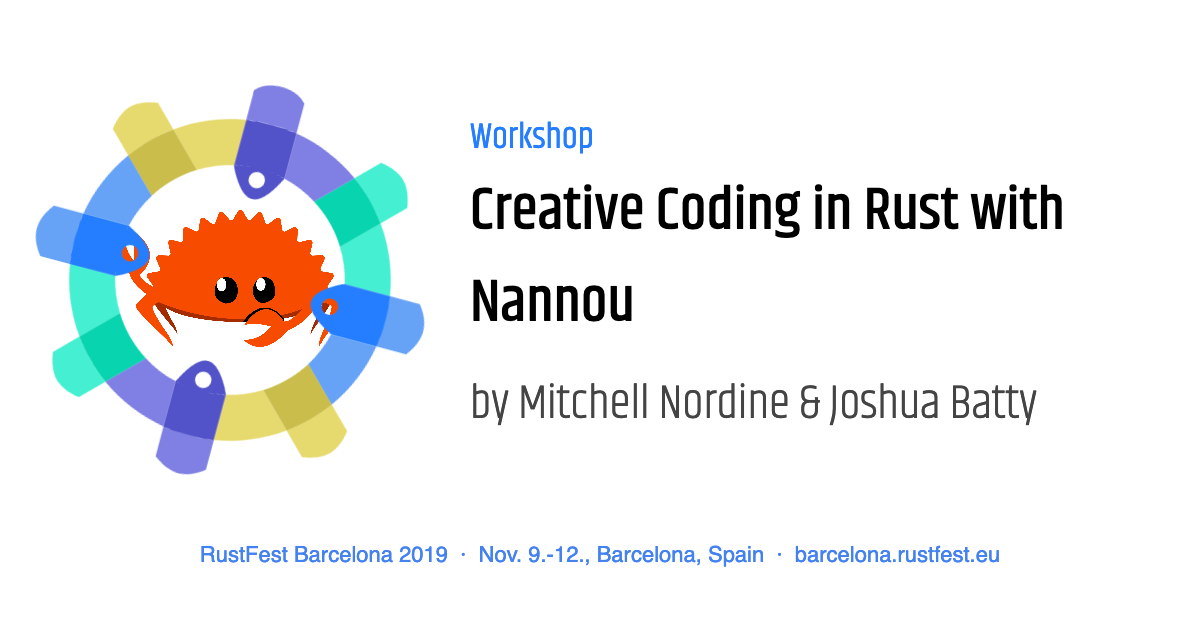 Workshop
Creative Coding in Rust with
Nannou
by Mitchell Nordine & Joshua Batty
RustFest Barcelona 2019 · Nov. 9.-12., Barcelona, Spain · barcelona.rustfest.eu